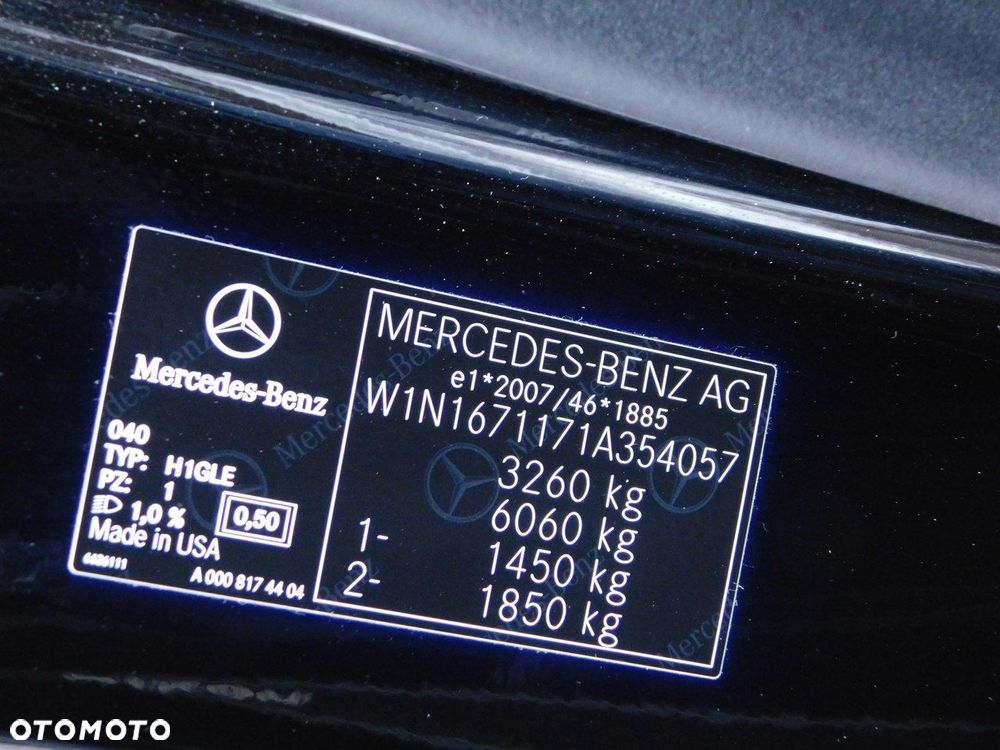 Mercedes-Benz
040
TYP: H1GLE
PZ: 1
1,0 % 0,50
Made in USA
6626111 A 000 817 44 04
MERCEDES-BENZ AG
e1*2007/46*1885
W1N1671171A354057
3260 kg
6060 kg
1- 1450 kg
2- 1850 kg
OTOMOTO